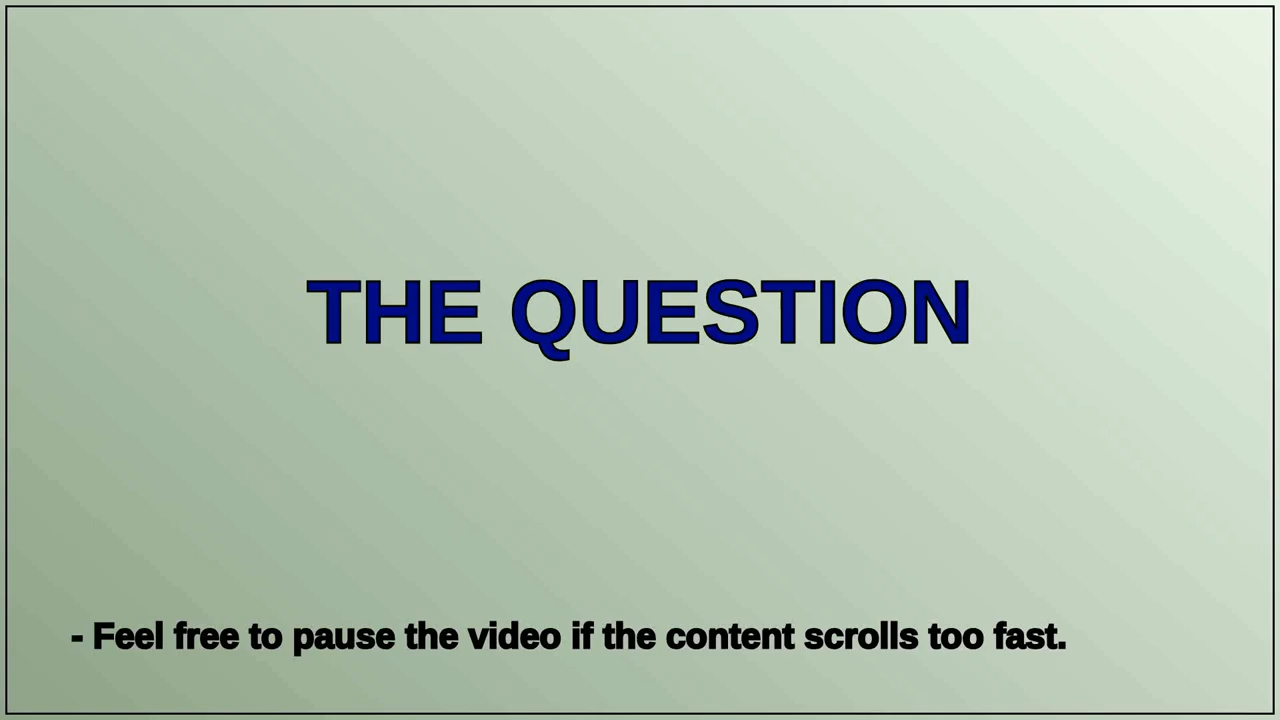 THE QUESTION
- Feel free to pause the video if the content scrolls too fast.